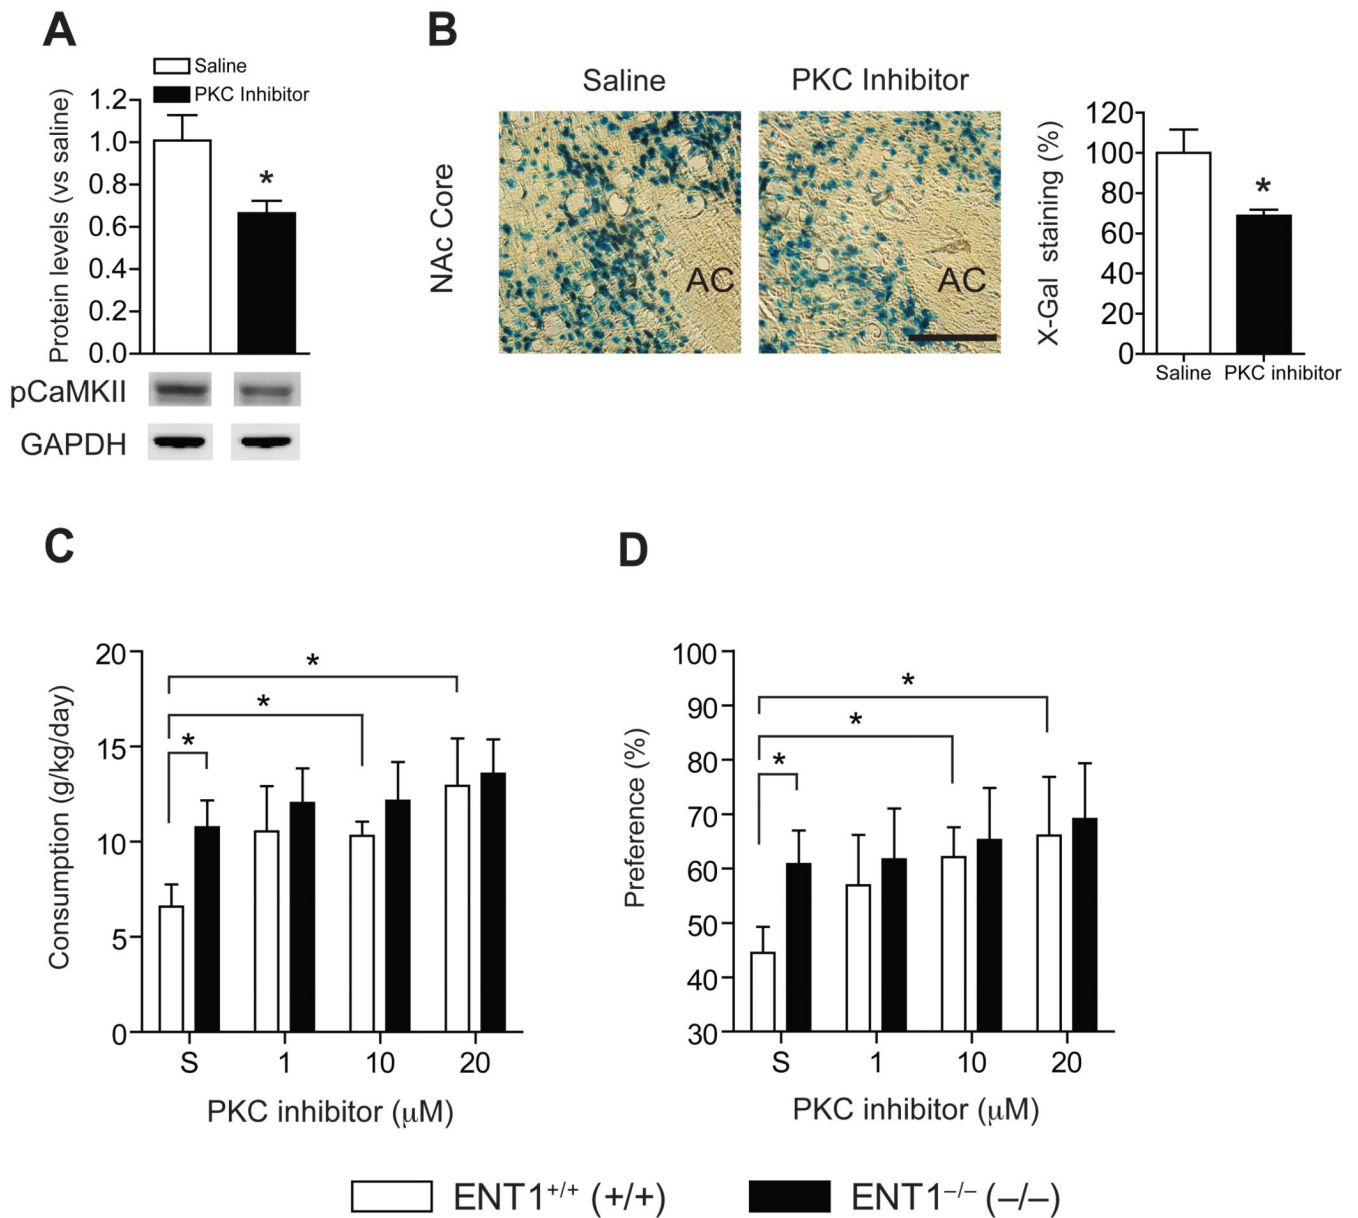 A
Saline
PKC Inhibitor
Protein levels (vs saline)
1.2
1.0
0.8
0.6
0.4
0.2
0.0
*
pCaMKII
GAPDH
B
Saline
PKC Inhibitor
NAc Core
AC
AC
X-Gal staining (%)
120
100
80
60
40
20
0
*
Saline
PKC inhibitor
C
Consumption (g/kg/day)
20
15
10
5
0
*
*
*
S
1
10
20
PKC inhibitor (μM)
D
Preference (%)
100
90
80
70
60
50
40
30
*
*
*
S
1
10
20
PKC inhibitor (μM)
ENT1+/+ (+/+)
ENT1–/– (–/–)